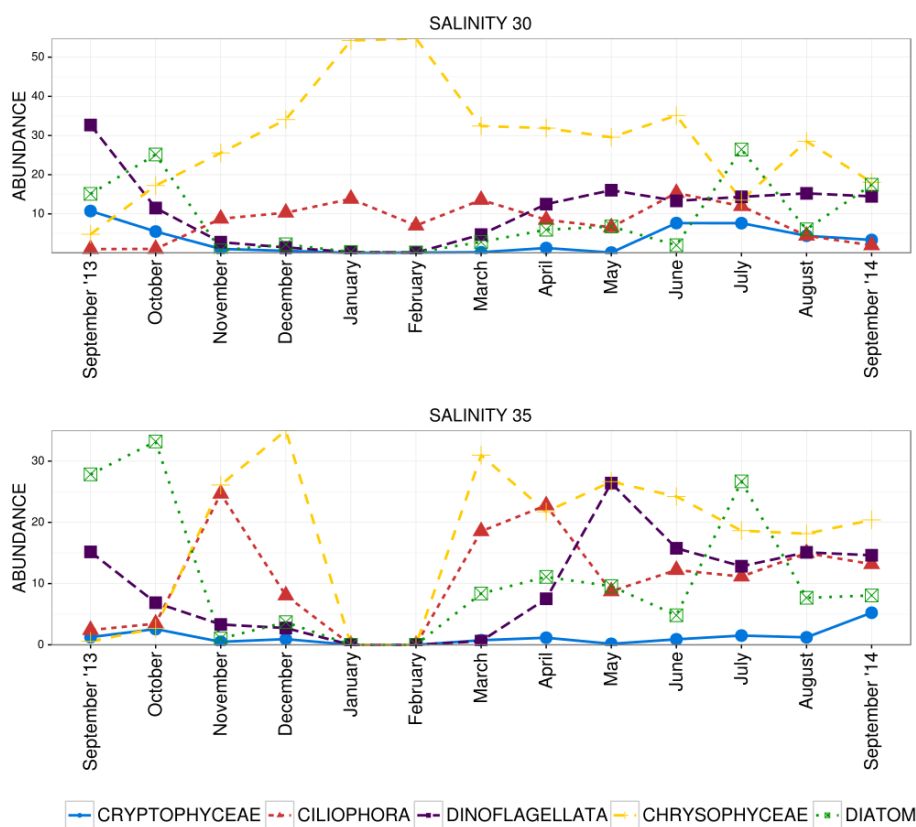 SALINITY 30
ABUNDANCE
50
40
30
20
10
September '13
October
November
December
January
February
March
April
May
June
July
August
September '14
SALINITY 35
ABUNDANCE
30
20
10
0
September '13
October
November
December
January
February
March
April
May
June
July
August
September '14
CRYPTOPHYCEAE CILIOPHORA DINOFLAGELLATA CHRYSOPHYCEAE DIATOM